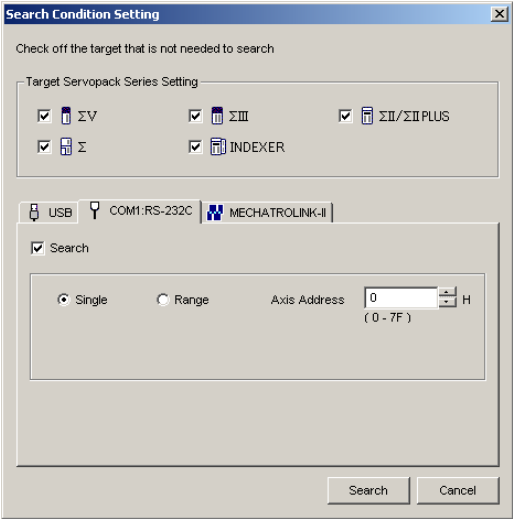 Search Condition Setting
Check off the target that is not needed to search
Target Servopack Series Setting
ΣV ΣIII ΣII/ΣII PLUS
Σ INDEXER
USB COM1:RS-232C MECHATROLINK-II
Search
Single Range Axis Address 0 H
( 0 - 7F )
Search Cancel